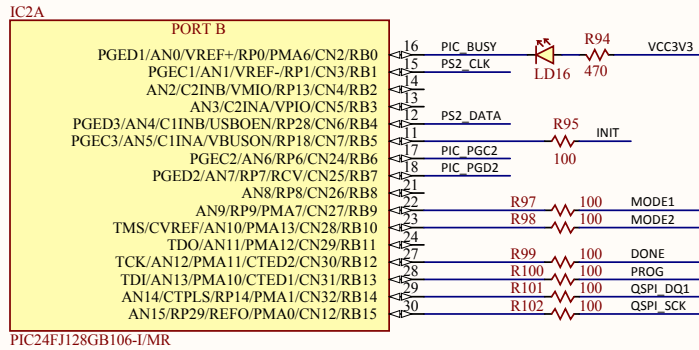 IC2A
PORT B
PGED1/AN0/VREF+/RP0/PMA6/CN2/RB0 16 PIC_BUSY LD16 R94 470 VCC3V3
PGEC1/AN1/VREF-/RP1/CN3/RB1 15 PS2_CLK
AN2/C2INB/VMIO/RP13/CN4/RB2 14
AN3/C2INA/VPIO/CN5/RB3 13
PGED3/AN4/C1INB/USBOEN/RP28/CN6/RB4 12 PS2_DATA
PGEC3/AN5/C1INA/VBUSON/RP18/CN7/RB5 11 R95 100 INIT
PGEC2/AN6/RP6/CN24/RB6 17 PIC_PGC2
PGED2/AN7/RP7/RCV/CN25/RB7 18 PIC_PGD2
AN8/RP8/CN26/RB8 21
AN9/RP9/PMA7/CN27/RB9 22 R97 100 MODE1
TMS/CVREF/AN10/PMA13/CN28/RB10 23 R98 100 MODE2
TDO/AN11/PMA12/CN29/RB11 24
TCK/AN12/PMA11/CTED2/CN30/RB12 27 R99 100 DONE
TDI/AN13/PMA10/CTED1/CN31/RB13 28 R100 100 PROG
AN14/CTPLS/RP14/PMA1/CN32/RB14 29 R101 100 QSPI_DQ1
AN15/RP29/REFO/PMA0/CN12/RB15 30 R102 100 QSPI_SCK
PIC24FJ128GB106-I/MR